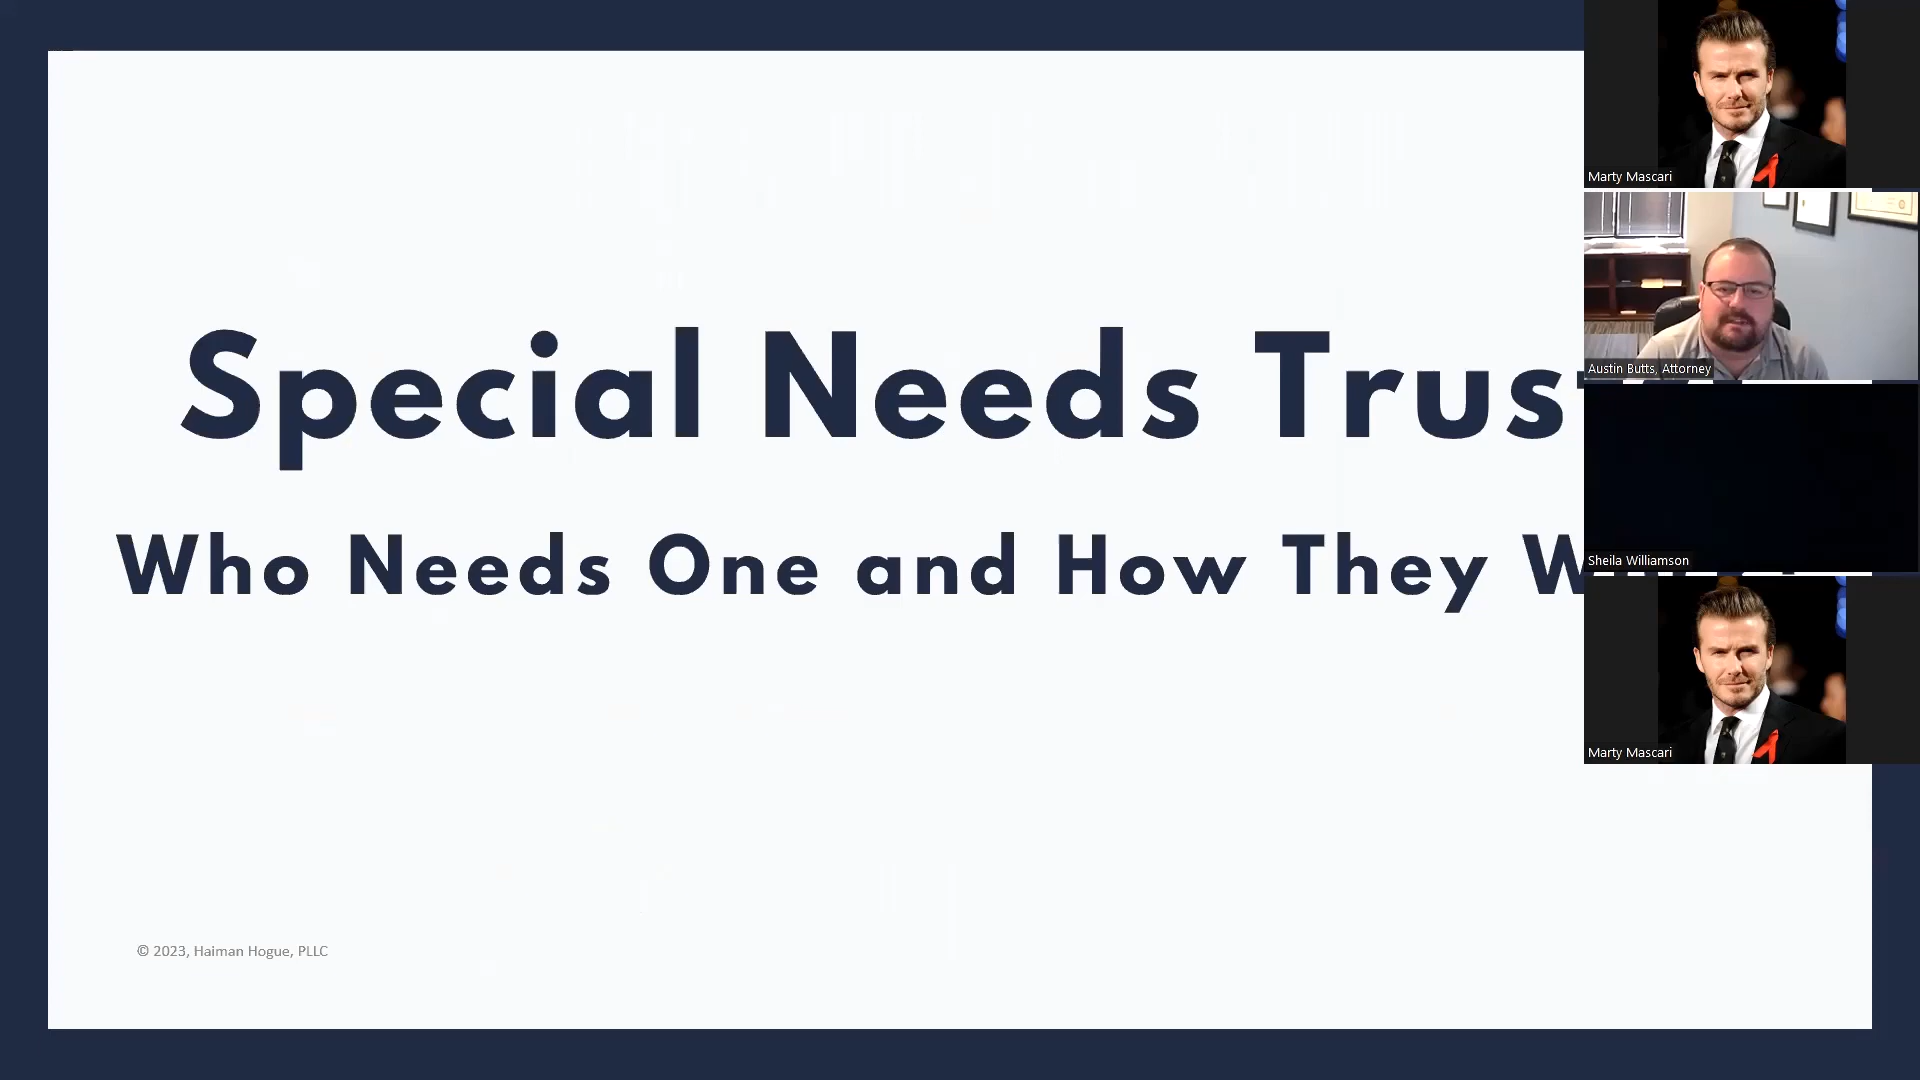 Special Needs Trust
Who Needs One and How They W
© 2023, Haiman Hogue, PLLC
Marty Mascari
Austin Butts, Attorney
Sheila Williamson
Marty Mascari